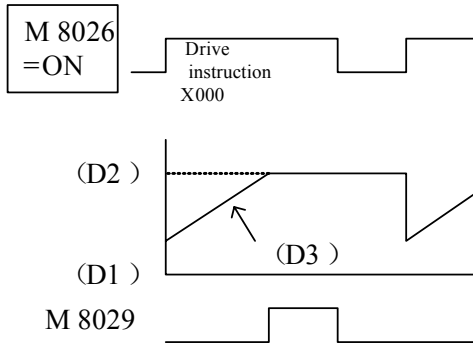 M 8026
=ON
Drive
instruction
X000
(D2)
(D3 )
(D1)
M 8029